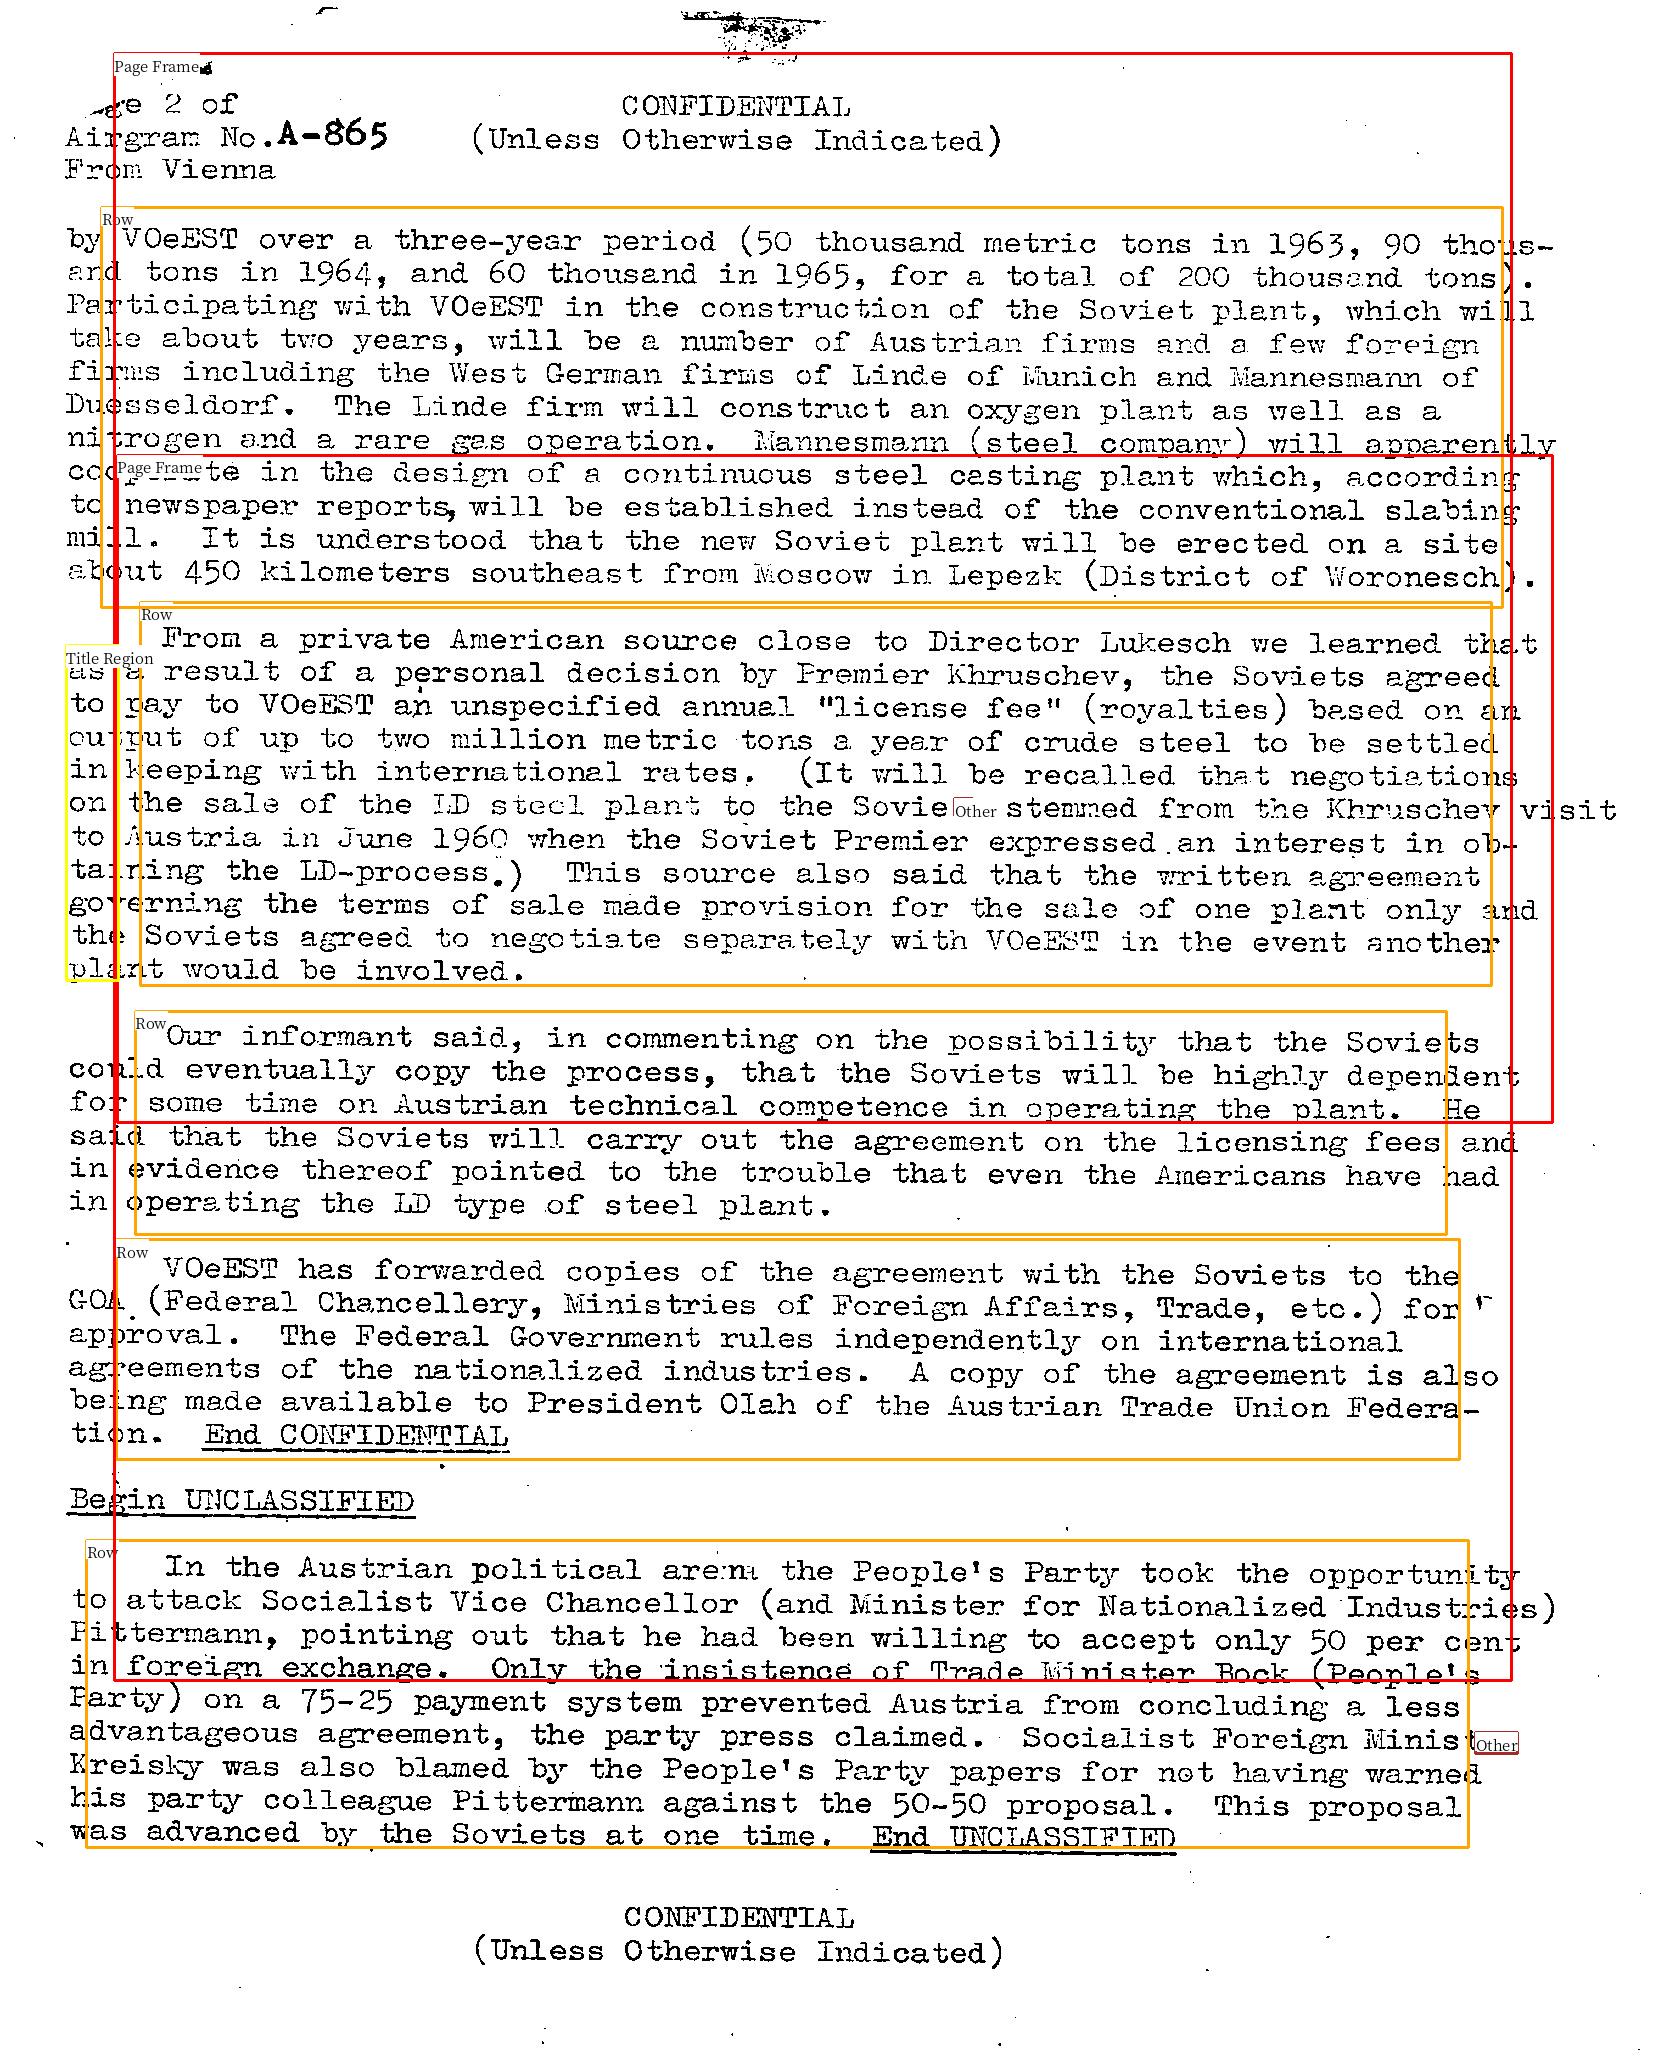 Page Frame
Page 2 of
CONFIDENTIAL
Airgram No. A-865
(Unless Otherwise Indicated)
From Vienna
Row
by VOeEST over a three-year period (50 thousand metric tons in 1963, 90 thous-
and tons in 1964, and 60 thousand in 1965, for a total of 200 thousand tons).
Participating with VOeEST in the construction of the Soviet plant, which will
take about two years, will be a number of Austrian firms and a few foreign
firms including the West German firms of Linde of Munich and Mannesmann of
Duesseldorf. The Linde firm will construct an oxygen plant as well as a
nitrogen and a rare gas operation. Mannesmann (steel company) will apparently
Page Frame
in the design of a continuous steel casting plant which, according
to newspaper reports, will be established instead of the conventional slabing
mill. It is understood that the new Soviet plant will be erected on a site
about 450 kilometers southeast from Moscow in Lepezk (District of Woronesch).
Row
From a private American source close to Director Lukesch we learned that
Title Region
as a result of a personal decision by Premier Khruschev, the Soviets agreed
to pay to VOeEST an unspecified annual "license fee" (royalties) based on an
output of up to two million metric tons a year of crude steel to be settled
in keeping with international rates. (It will be recalled that negotiations
on the sale of the LD steel plant to the Other stemmed from the Khruschev visit
to Austria in June 1960 when the Soviet Premier expressed an interest in ob-
taining the LD-process.) This source also said that the written agreement
governing the terms of sale made provision for the sale of one plant only and
the Soviets agreed to negotiate separately with VOeEST in the event another
plant would be involved.
Row
Our informant said, in commenting on the possibility that the Soviets
could eventually copy the process, that the Soviets will be highly dependent
for some time on Austrian technical competence in operating the plant. He
said that the Soviets will carry out the agreement on the licensing fees and
in evidence thereof pointed to the trouble that even the Americans have had
in operating the LD type of steel plant.
Row
VOeEST has forwarded copies of the agreement with the Soviets to the
GOA (Federal Chancellery, Ministries of Foreign Affairs, Trade, etc.) for
approval. The Federal Government rules independently on international
agreements of the nationalized industries. A copy of the agreement is also
being made available to President Olah of the Austrian Trade Union Federa-
tion. End CONFIDENTIAL
Begin UNCLASSIFIED
Row
In the Austrian political arena the People's Party took the opportunity
to attack Socialist Vice Chancellor (and Minister for Nationalized Industries)
Pittermann, pointing out that he had been willing to accept only 50 per cent
in foreign exchange. Only the insistence of Trade Minister Bock (People's
Party) on a 75-25 payment system prevented Austria from concluding a less
advantageous agreement, the party press claimed. Socialist Foreign Other
Kreisky was also blamed by the People's Party papers for not having warned
his party colleague Pittermann against the 50-50 proposal. This proposal
was advanced by the Soviets at one time. End UNCLASSIFIED
CONFIDENTIAL
(Unless Otherwise Indicated)